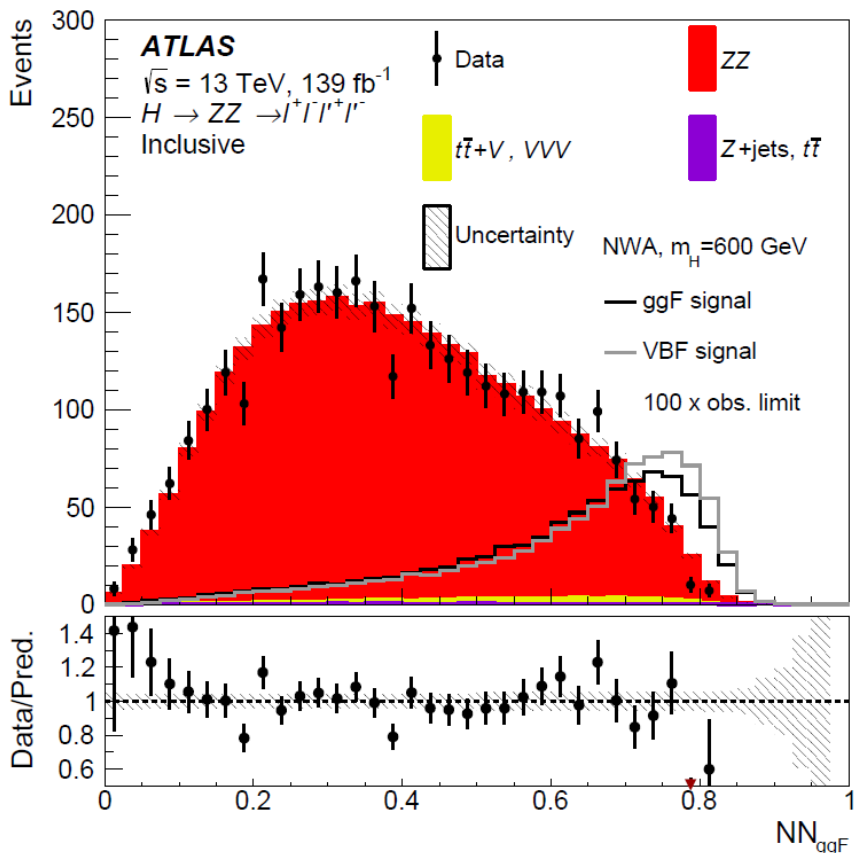 Events
300
250
200
150
100
50
0
ATLAS
√s = 13 TeV, 139 fb⁻¹
H → ZZ → l⁺l⁻l'⁺l'⁻
Inclusive
Data
ZZ
tt̄+V , VVV
Z+jets, tt̄
Uncertainty
NWA, m_H=600 GeV
ggF signal
VBF signal
100 x obs. limit
Data/Pred.
1.4
1.2
1
0.8
0.6
0 0.2 0.4 0.6 0.8 1
NN_ggF